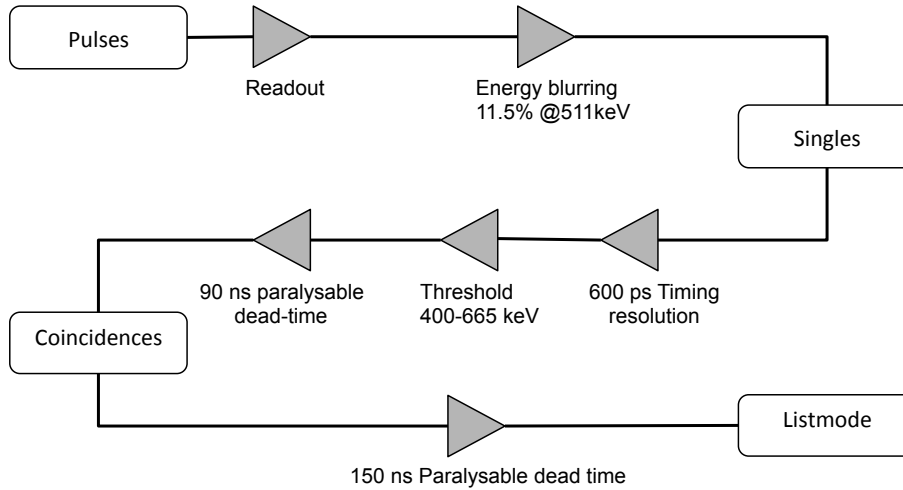 Pulses
Readout
Energy blurring
11.5% @511keV
Singles
90 ns paralysable
dead-time
Threshold
400-665 keV
600 ps Timing
resolution
Coincidences
150 ns Paralysable dead time
Listmode